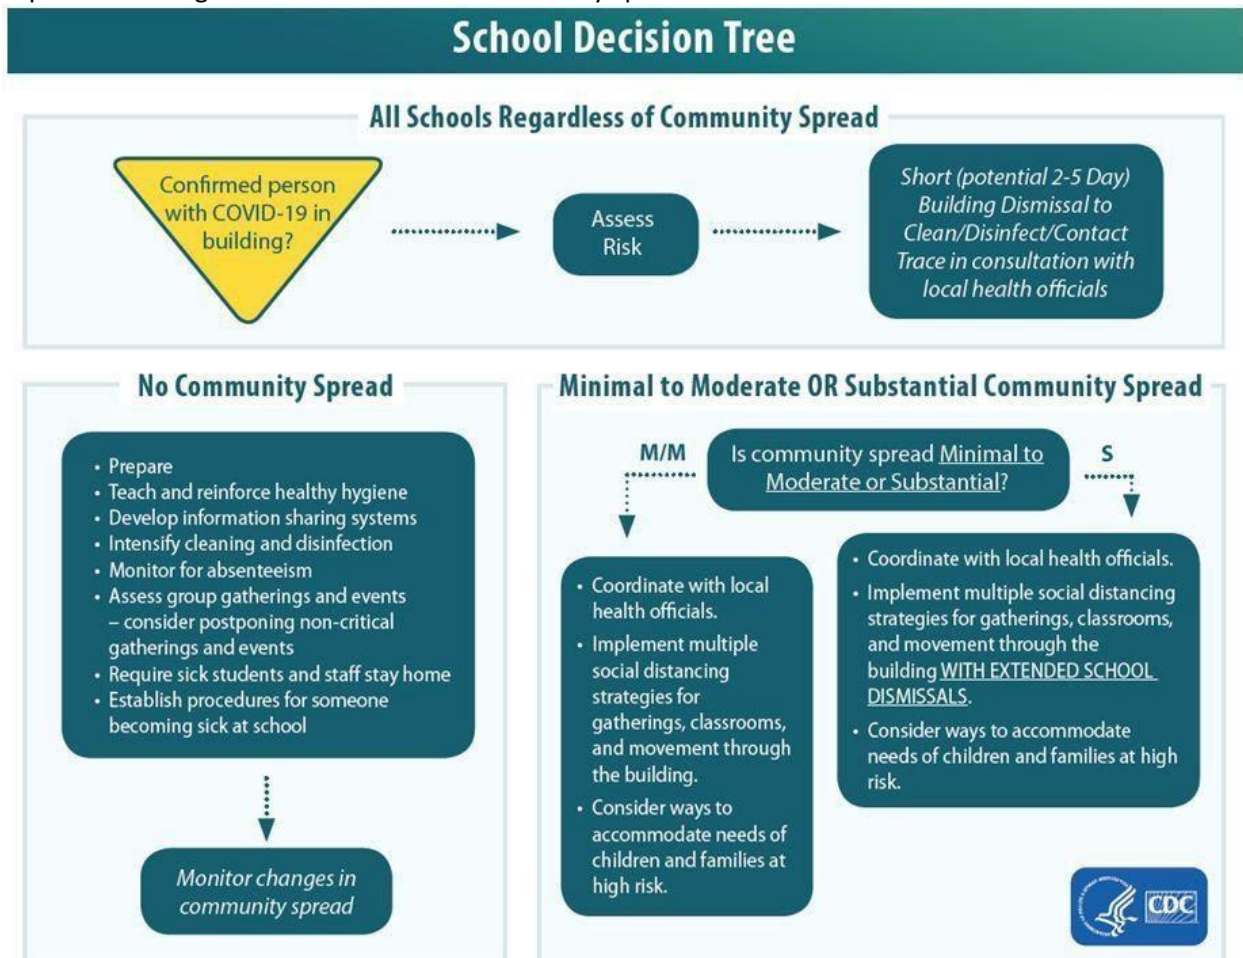 School Decision Tree
All Schools Regardless of Community Spread
Confirmed person
with COVID-19 in
building?
Assess
Risk
Short (potential 2-5 Day)
Building Dismissal to
Clean/Disinfect/Contact
Trace in consultation with
local health officials
No Community Spread
• Prepare
• Teach and reinforce healthy hygiene
• Develop information sharing systems
• Intensify cleaning and disinfection
• Monitor for absenteeism
• Assess group gatherings and events
– consider postponing non-critical
gatherings and events
• Require sick students and staff stay home
• Establish procedures for someone
becoming sick at school
Monitor changes in
community spread
Minimal to Moderate OR Substantial Community Spread
M/M
Is community spread Minimal to
Moderate or Substantial?
S
• Coordinate with local
health officials.
• Implement multiple
social distancing
strategies for
gatherings, classrooms,
and movement through
the building.
• Consider ways to
accommodate needs of
children and families at
high risk.
• Coordinate with local health officials.
• Implement multiple social distancing
strategies for gatherings, classrooms,
and movement through the
building WITH EXTENDED SCHOOL
DISMISSALS.
• Consider ways to accommodate
needs of children and families at high
risk.
CDC